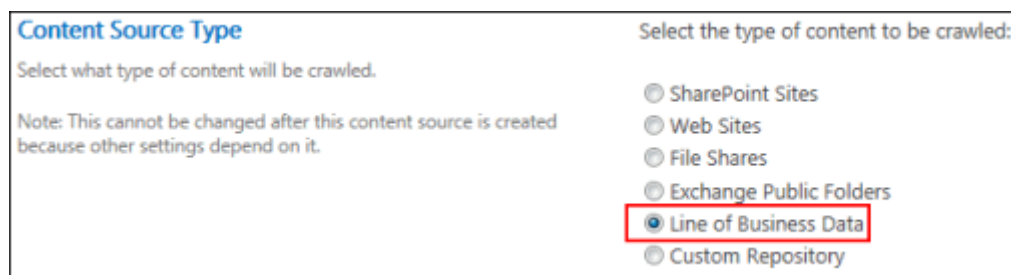 Content Source Type
Select what type of content will be crawled.
Note: This cannot be changed after this content source is created
because other settings depend on it.
Select the type of content to be crawled:
SharePoint Sites
Web Sites
File Shares
Exchange Public Folders
Line of Business Data
Custom Repository